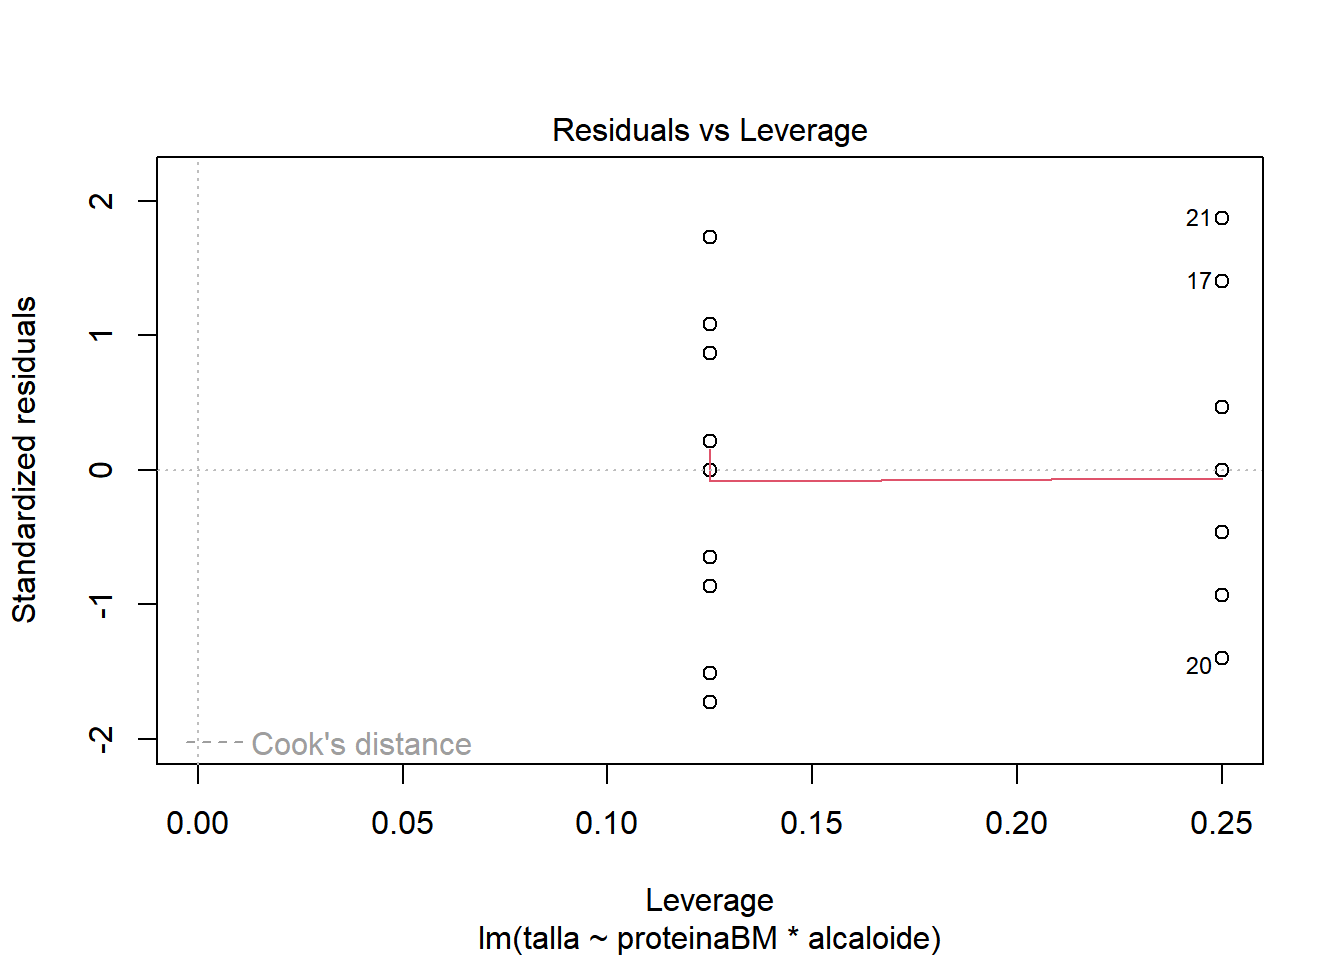 Residuals vs Leverage
Standardized residuals
2
1
0
-1
-2
21
17
20
Cook's distance
0.00 0.05 0.10 0.15 0.20 0.25
Leverage
lm(talla ~ proteinaBM * alcaloide)